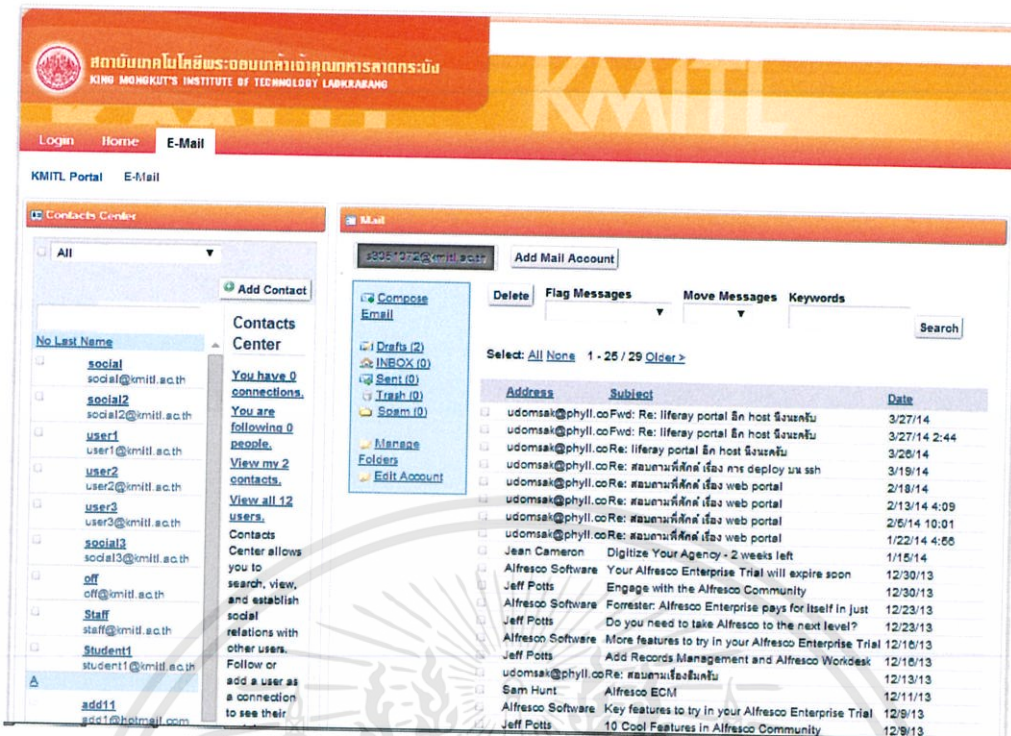 สถาบันเทคโนโลยีพระจอมเกล้าเจ้าคุณทหารลาดกระบัง
KING MONGKUT'S INSTITUTE OF TECHNOLOGY LADKRABANG
KMITL
Login Home E-Mail
KMITL Portal E-Mail
Contacts Center
All
Add Contact
No Last Name
social
social@kmitl.ac.th
social2
social2@kmitl.ac.th
user1
user1@kmitl.ac.th
user2
user2@kmitl.ac.th
user3
user3@kmitl.ac.th
social3
social3@kmitl.ac.th
off
off@kmitl.ac.th
Staff
staff@kmitl.ac.th
Student1
student1@kmitl.ac.th
A
add11
add1@hotmail.com
Contacts
Center
You have 0
connections.
You are
following 0
people.
View my 2
contacts.
View all 12
users.
Contacts
Center allows
you to
search, view,
and establish
social
relations with
other users.
Follow or
add a user as
a connection
to see their
Mail
Add Mail Account
Compose
Email
Drafts (2)
INBOX (0)
Sent (0)
Trash (0)
Spam (0)
Manage
Folders
Edit Account
Delete Flag Messages Move Messages Keywords
Search
Select: All None 1 - 25 / 29 Older >
Address Subject Date
udomsak@phyll.co Fwd: Re: liferay portal อีก host นึงนะครับ 3/27/14
udomsak@phyll.co Fwd: Re: liferay portal อีก host นึงนะครับ 3/27/14 2:44
udomsak@phyll.co Re: liferay portal อีก host นึงนะครับ 3/26/14
udomsak@phyll.co Re: สอบถามพี่ศักดิ์ เรื่อง การ deploy บน ssh 3/19/14
udomsak@phyll.co Re: สอบถามพี่ศักดิ์ เรื่อง web portal 2/18/14
udomsak@phyll.co Re: สอบถามพี่ศักดิ์ เรื่อง web portal 2/13/14 4:09
udomsak@phyll.co Re: สอบถามพี่ศักดิ์ เรื่อง web portal 2/5/14 10:01
udomsak@phyll.co Re: สอบถามพี่ศักดิ์ เรื่อง web portal 1/22/14 4:56
Jean Cameron Digitize Your Agency - 2 weeks left 1/15/14
Alfresco Software Your Alfresco Enterprise Trial will expire soon 12/30/13
Jeff Potts Engage with the Alfresco Community 12/30/13
Alfresco Software Forrester: Alfresco Enterprise pays for itself in just 12/23/13
Jeff Potts Do you need to take Alfresco to the next level? 12/23/13
Alfresco Software More features to try in your Alfresco Enterprise Trial 12/16/13
Jeff Potts Add Records Management and Alfresco Workdesk 12/16/13
udomsak@phyll.co Re: สอบถามเรื่องธีมครับ 12/13/13
Sam Hunt Alfresco ECM 12/11/13
Alfresco Software Key features to try in your Alfresco Enterprise Trial 12/9/13
Jeff Potts 10 Cool Features in Alfresco Community 12/9/13